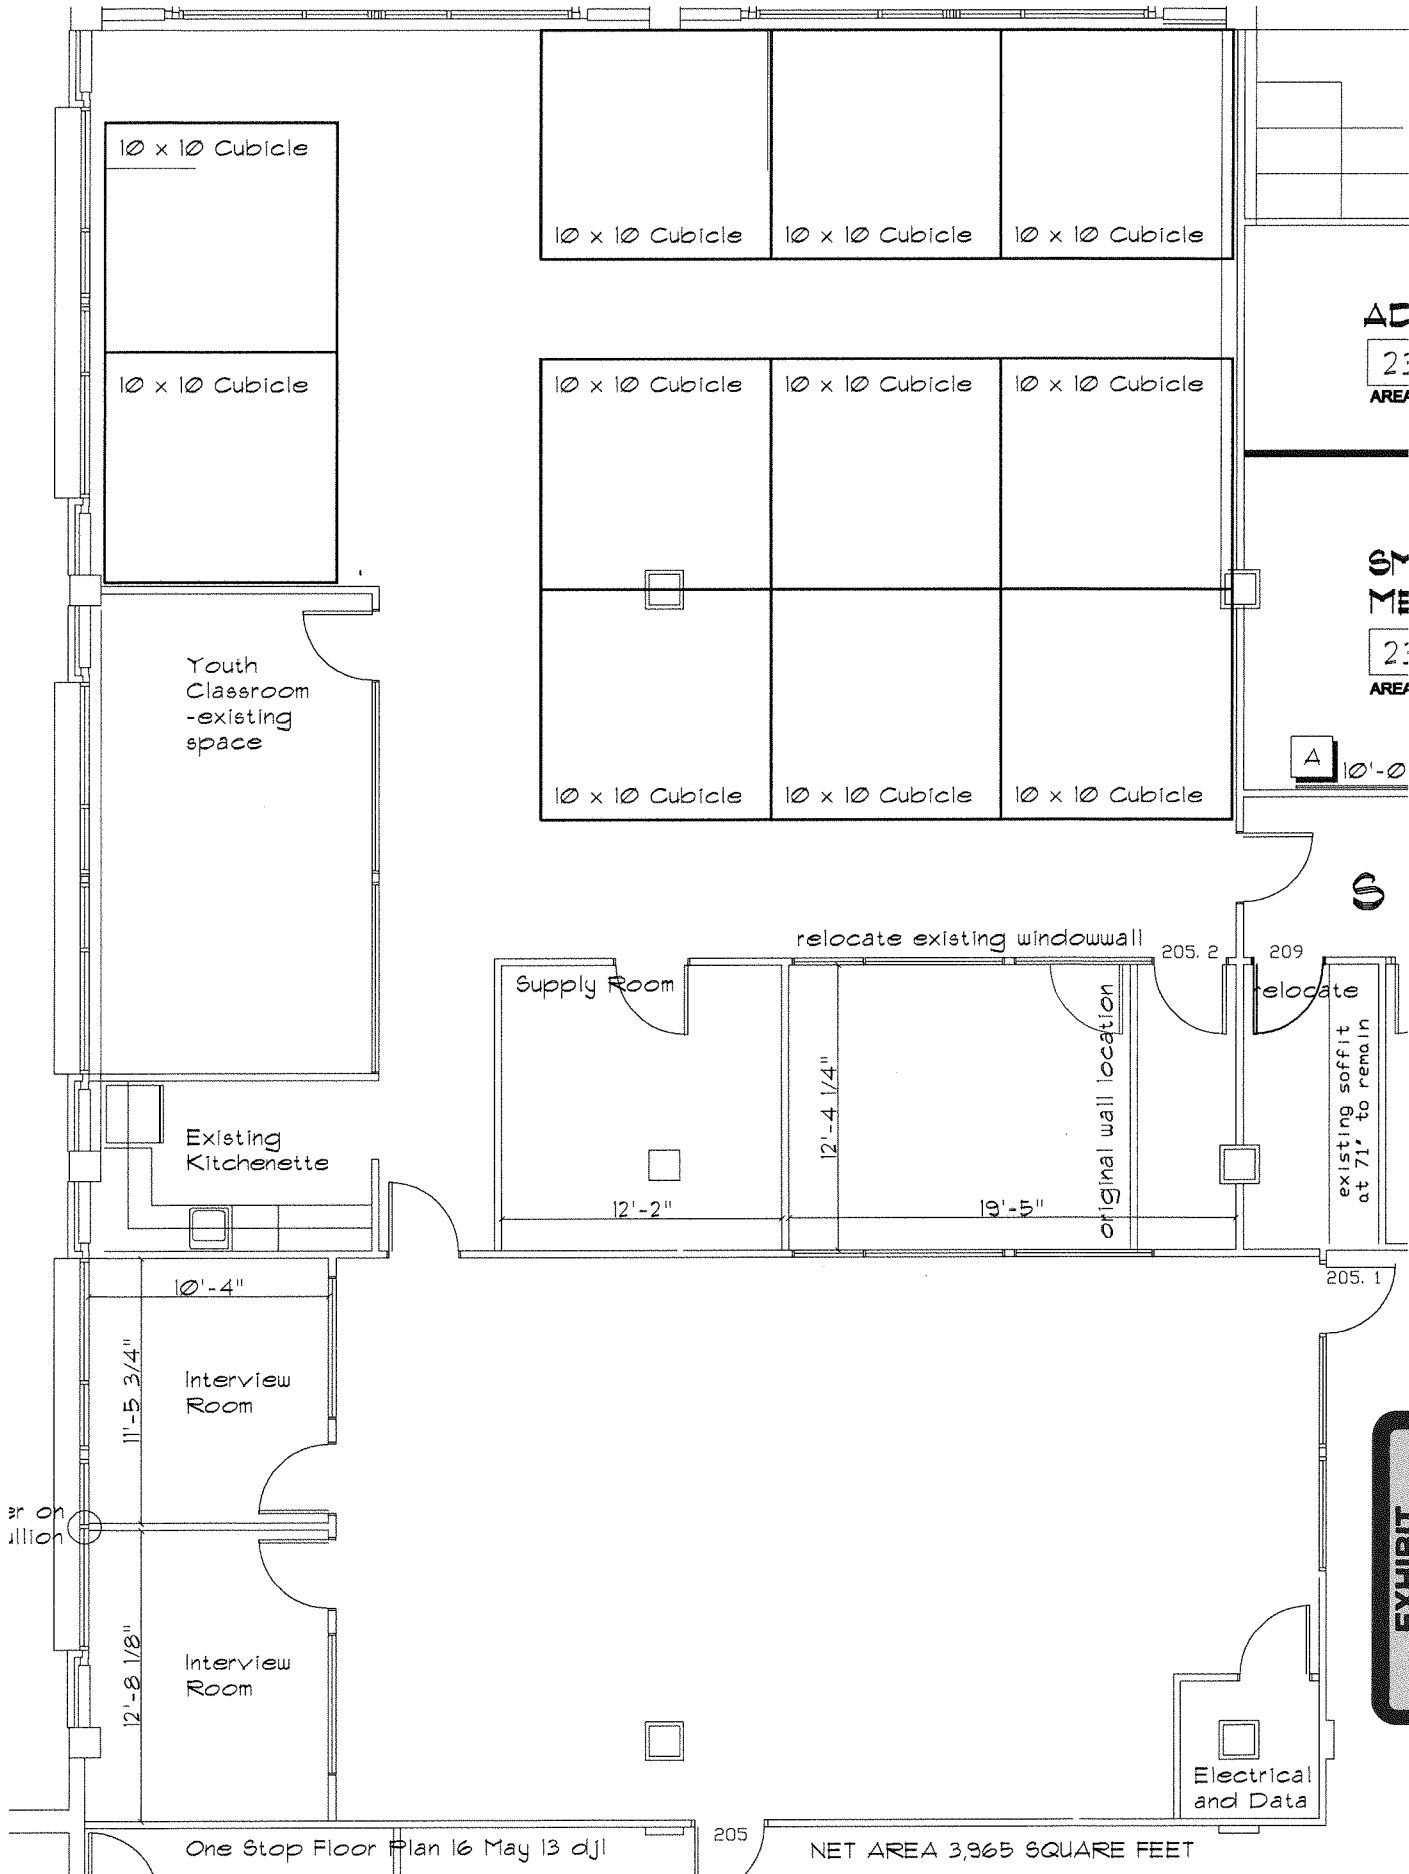 10 x 10 Cubicle
10 x 10 Cubicle
10 x 10 Cubicle
10 x 10 Cubicle
10 x 10 Cubicle
10 x 10 Cubicle
10 x 10 Cubicle
10 x 10 Cubicle
10 x 10 Cubicle
10 x 10 Cubicle
10 x 10 Cubicle
AREA
AREA
A
10'-0
Youth
Classroom
-existing
space
S
relocate existing windowwall
205.2
209
relocate
Supply Room
original wall location
existing soffit
at 71" to remain
12'-4 1/4"
Existing
Kitchenette
12'-2"
19'-5"
205.1
10'-4"
11'-5 3/4"
Interview
Room
er on
EXHIBIT
12'-8 1/8"
Interview
Room
Electrical
and Data
One Stop Floor Plan 16 May 13 djl
205
NET AREA 3,965 SQUARE FEET